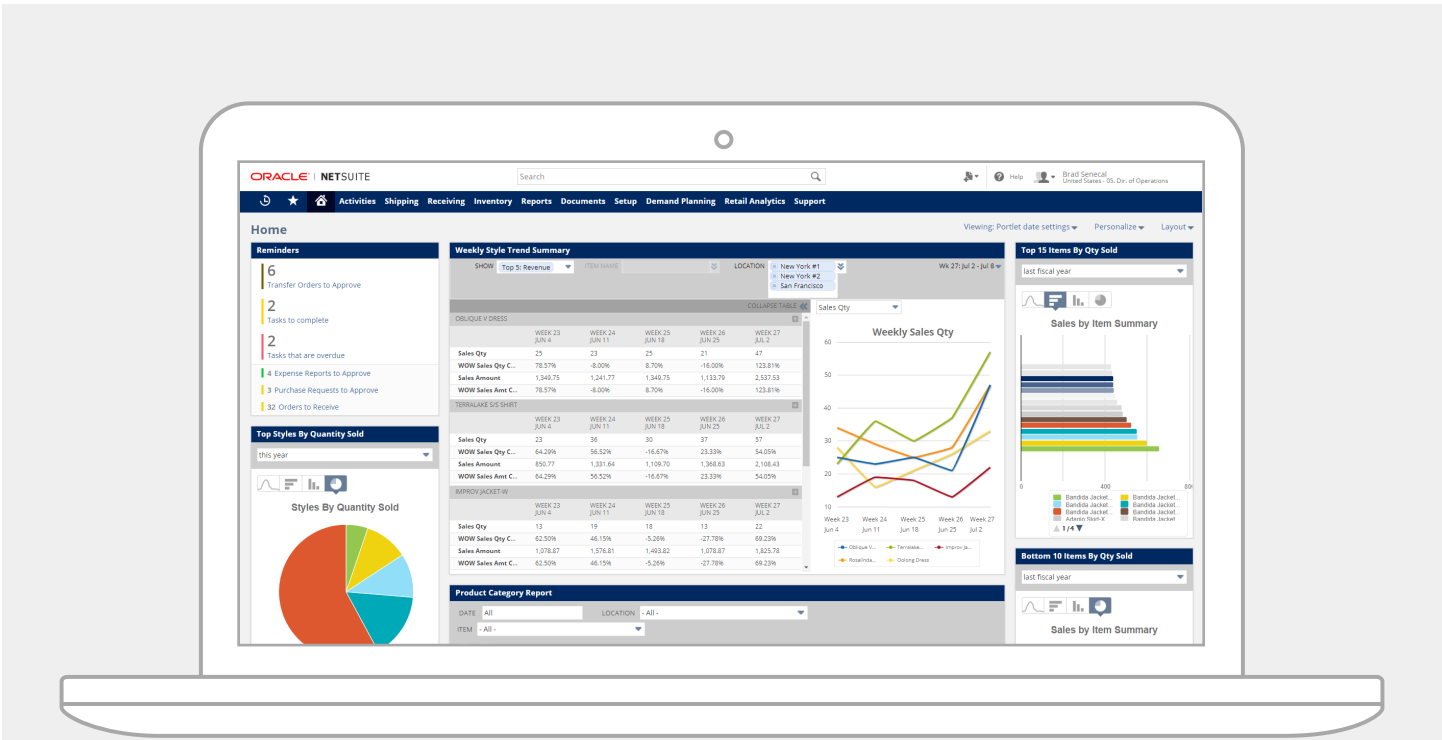 ORACLE | NETSUITE
Search
Help
Brad Senecal
United States - 05. Dir. of Operations
Activities Shipping Receiving Inventory Reports Documents Setup Demand Planning Retail Analytics Support
Home
Viewing: Portlet date settings Personalize Layout
Reminders
6
Transfer Orders to Approve
2
Tasks to complete
2
Tasks that are overdue
4 Expense Reports to Approve
3 Purchase Requests to Approve
32 Orders to Receive
Top Styles By Quantity Sold
this year
Styles By Quantity Sold
Weekly Style Trend Summary
SHOW Top 5: Revenue ITEM NAME LOCATION New York #1
New York #2
San Francisco
Wk 27: Jul 2 - Jul 8
COLLAPSE TABLE
OBLIQUE V DRESS
WEEK 23 WEEK 24 WEEK 25 WEEK 26 WEEK 27
JUN 4 JUN 11 JUN 18 JUN 25 JUL 2
Sales Qty 25 23 25 21 47
WOW Sales Qty C... 78.57% -8.00% 8.70% -16.00% 123.81%
Sales Amount 1,349.75 1,241.77 1,349.75 1,133.79 2,537.53
WOW Sales Amt C... 78.57% -8.00% 8.70% -16.00% 123.81%
TERRALAKE S/S SHIRT
WEEK 23 WEEK 24 WEEK 25 WEEK 26 WEEK 27
JUN 4 JUN 11 JUN 18 JUN 25 JUL 2
Sales Qty 23 36 30 37 57
WOW Sales Qty C... 64.29% 56.52% -16.67% 23.33% 54.05%
Sales Amount 850.77 1,331.64 1,109.70 1,368.63 2,108.43
WOW Sales Amt C... 64.29% 56.52% -16.67% 23.33% 54.05%
IMPROV JACKET-W
WEEK 23 WEEK 24 WEEK 25 WEEK 26 WEEK 27
JUN 4 JUN 11 JUN 18 JUN 25 JUL 2
Sales Qty 13 19 18 13 22
WOW Sales Qty C... 62.50% 46.15% -5.26% -27.78% 69.23%
Sales Amount 1,078.87 1,576.81 1,493.82 1,078.87 1,825.78
WOW Sales Amt C... 62.50% 46.15% -5.26% -27.78% 69.23%
Sales Qty
Weekly Sales Qty
60
50
40
30
20
10
Week 23 Week 24 Week 25 Week 26 Week 27
Jun 4 Jun 11 Jun 18 Jun 25 Jul 2
Oblique V... Terralake... Improv Ja...
Rosalinda... Oolong Dress
Product Category Report
DATE All LOCATION - All -
ITEM - All -
Top 15 Items By Qty Sold
last fiscal year
Sales by Item Summary
0 400 80
Bandida Jacket... Bandida Jacket...
Bandida Jacket... Bandida Jacket...
Bandida Jacket... Bandida Jacket...
Adagio Skirt-X Bandida Jacket
1/4
Bottom 10 Items By Qty Sold
last fiscal year
Sales by Item Summary